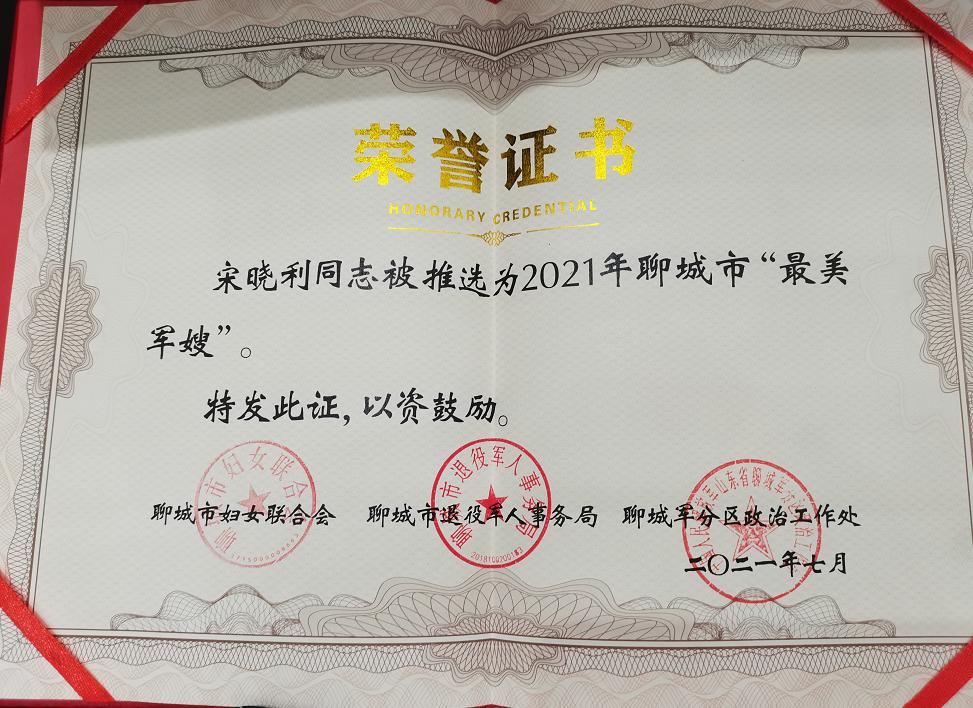 荣誉证书
HONORARY CREDENTIAL
宋晓利同志被推选为2021年聊城市“最美
军嫂”。
特发此证，以资鼓励。
聊城市妇女联合会 聊城市退役军人事务局 聊城军分区政治工作处
二〇二一年七月